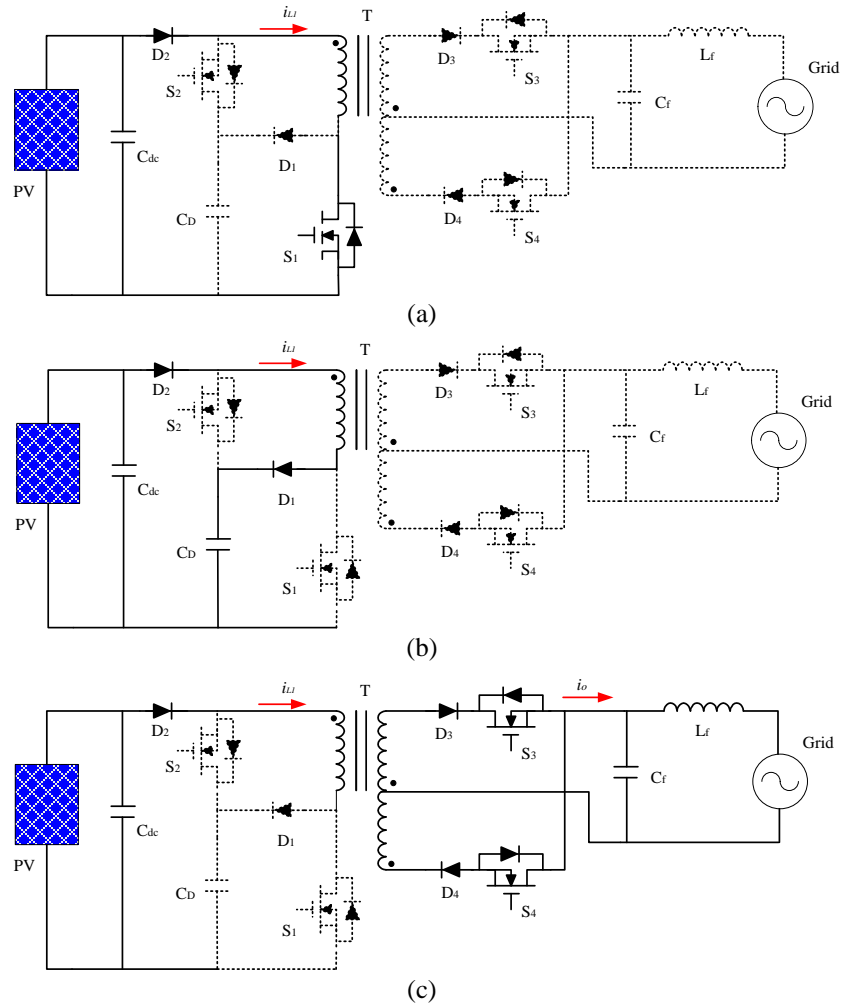 iL1
T
D2
S2
D3
S3
Lf
Grid
Cf
Cdc
D1
PV
CD
S1
D4
S4
(a)
iL1
T
D2
S2
D3
S3
Lf
Grid
Cf
Cdc
D1
PV
CD
S1
D4
S4
(b)
iL1
T
io
D2
S2
D3
S3
Lf
Grid
Cf
Cdc
D1
PV
CD
S1
D4
S4
(c)